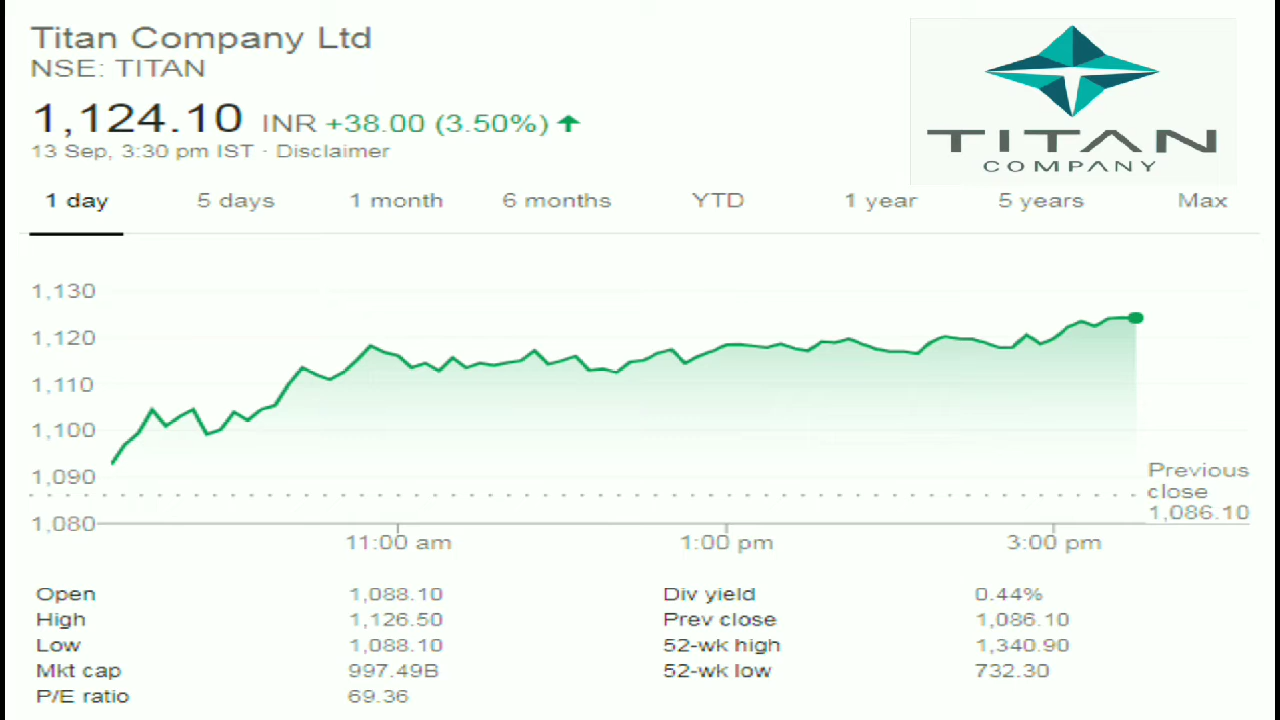 Titan Company Ltd
NSE: TITAN
1,124.10 INR +38.00 (3.50%) ↑
13 Sep, 3:30 pm IST · Disclaimer
TITAN
COMPANY
1 day 5 days 1 month 6 months YTD 1 year 5 years Max
1,130
1,120
1,110
1,100
1,090
1,080
Previous
close
1,086.10
11:00 am 1:00 pm 3:00 pm
Open 1,088.10 Div yield 0.44%
High 1,126.50 Prev close 1,086.10
Low 1,088.10 52-wk high 1,340.90
Mkt cap 997.49B 52-wk low 732.30
P/E ratio 69.36